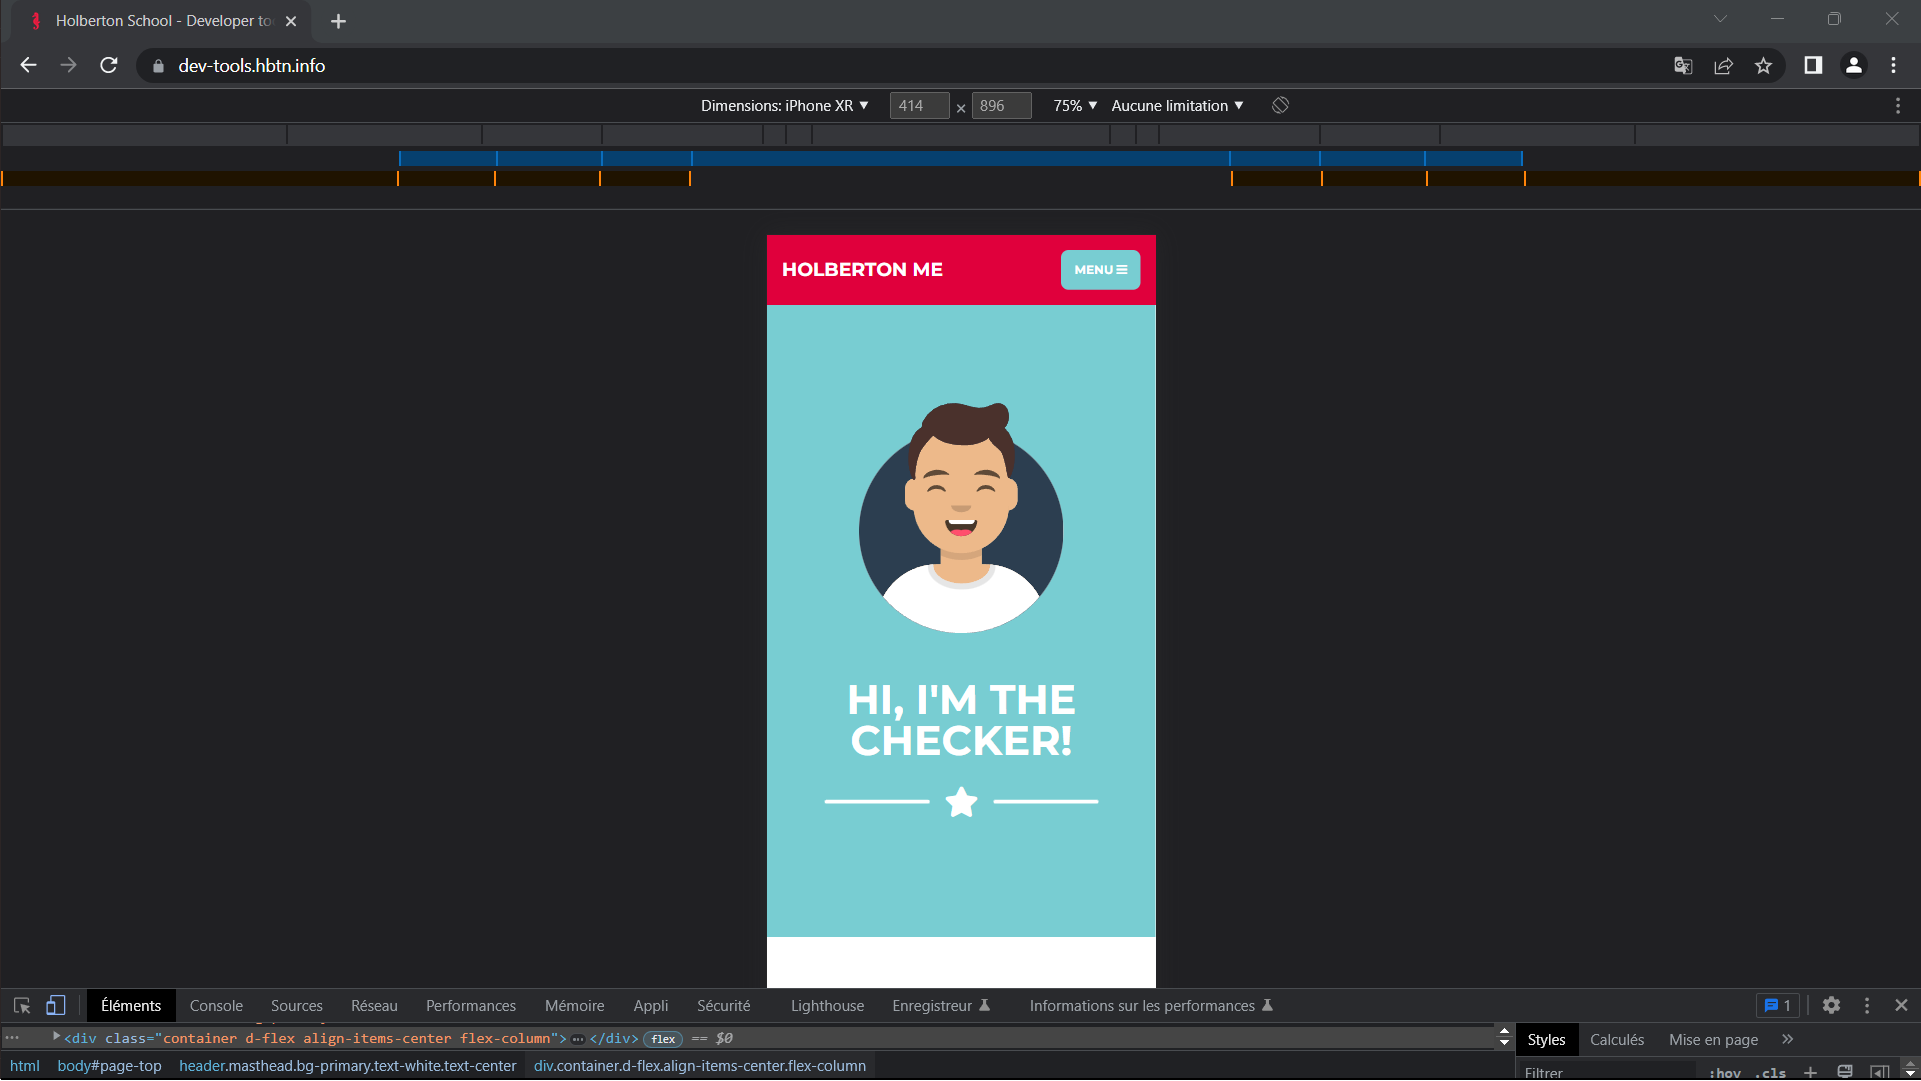 Holberton School - Developer to
dev-tools.hbtn.info
Dimensions: iPhone XR ▼ 414 × 896 75% ▼ Aucune limitation ▼
HOLBERTON ME
MENU
HI, I'M THE
CHECKER!
Éléments Console Sources Réseau Performances Mémoire Appli Sécurité Lighthouse Enregistreur Informations sur les performances 1
<div class="container d-flex align-items-center flex-column">…</div> flex == $0
Styles Calculés Mise en page »
html body#page-top header.masthead.bg-primary.text-white.text-center div.container.d-flex.align-items-center.flex-column
Filtrer :hov .cls +